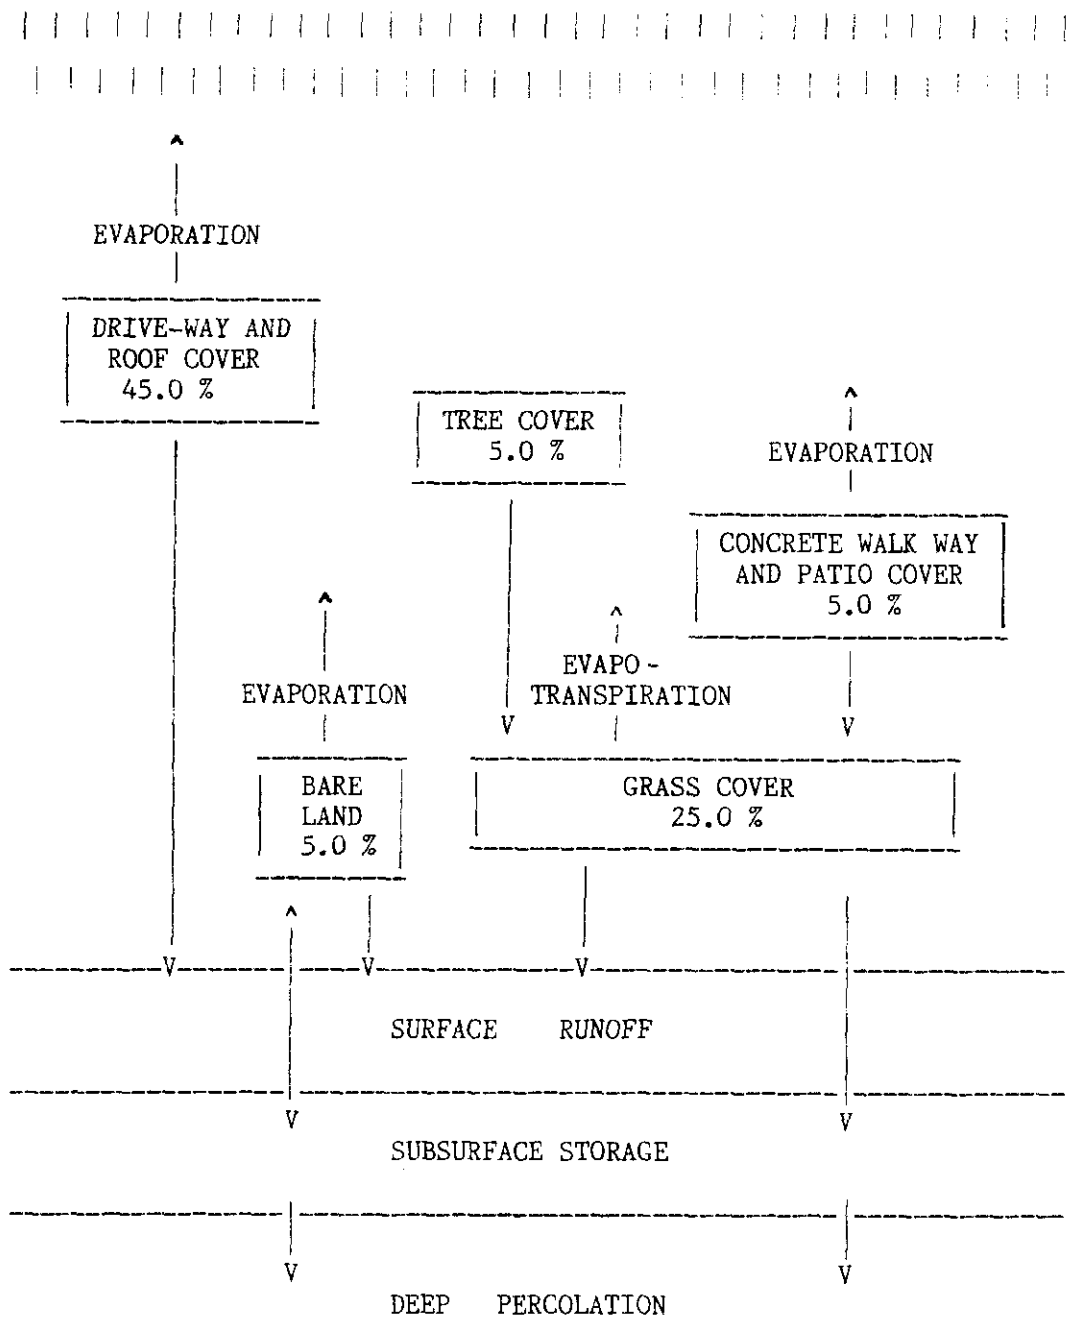 EVAPORATION
DRIVE-WAY AND
ROOF COVER
45.0 %
TREE COVER
5.0 %
EVAPORATION
CONCRETE WALK WAY
AND PATIO COVER
5.0 %
EVAPORATION
EVAPO-
TRANSPIRATION
BARE
LAND
5.0 %
GRASS COVER
25.0 %
SURFACE RUNOFF
SUBSURFACE STORAGE
DEEP PERCOLATION